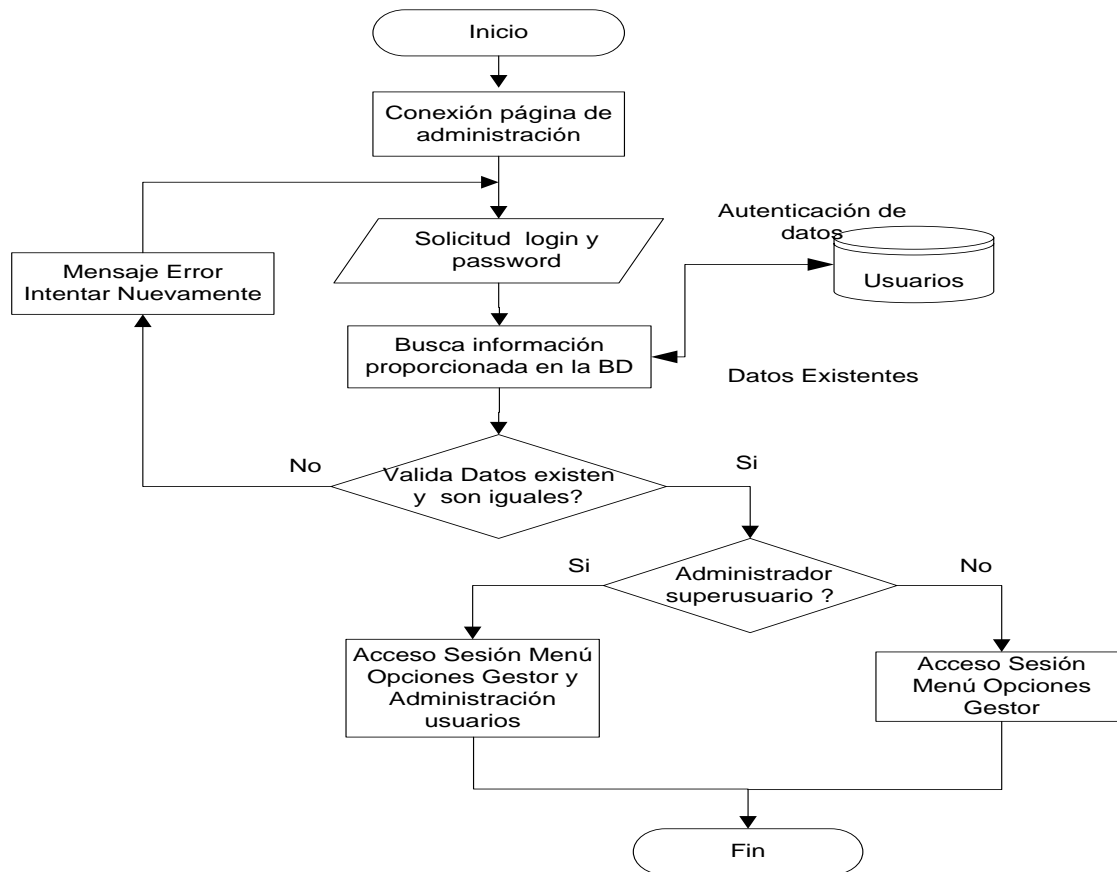 Inicio
Conexión página de
administración
Solicitud login y
password
Autenticación de
datos
Usuarios
Mensaje Error
Intentar Nuevamente
Busca información
proporcionada en la BD
Datos Existentes
No
Valida Datos existen
y son iguales?
Si
Si
Administrador
superusuario ?
No
Acceso Sesión Menú
Opciones Gestor y
Administración
usuarios
Acceso Sesión
Menú Opciones
Gestor
Fin